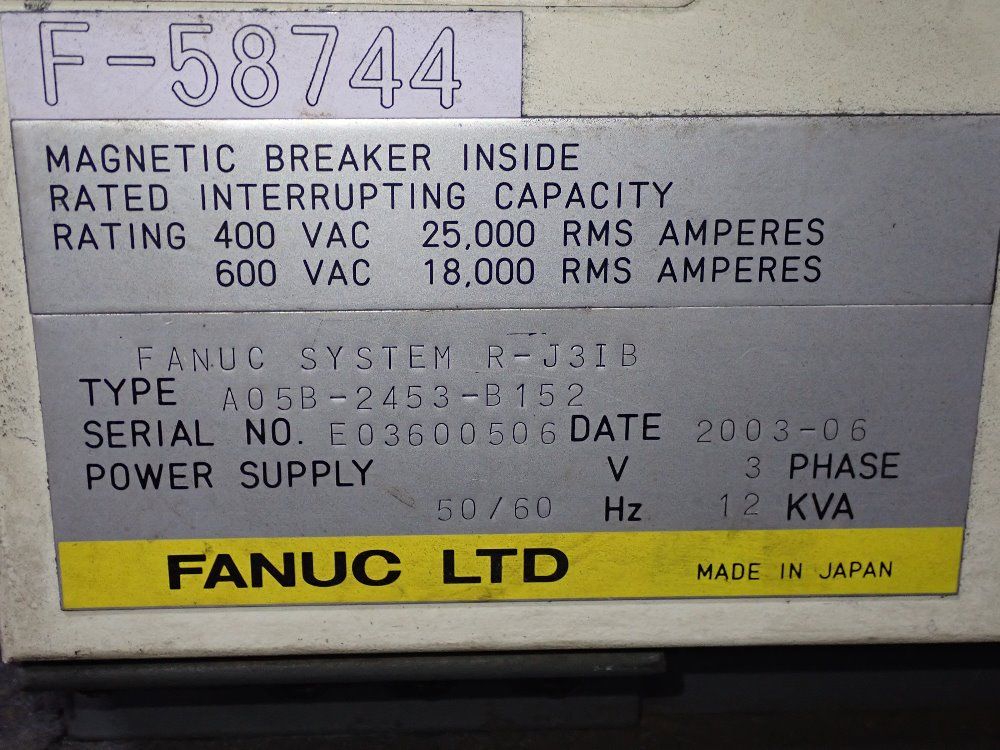 F-58744
MAGNETIC BREAKER INSIDE
RATED INTERRUPTING CAPACITY
RATING 400 VAC 25,000 RMS AMPERES
600 VAC 18,000 RMS AMPERES
FANUC SYSTEM R-J3IB
TYPE A05B-2453-B152
SERIAL NO. E03600506 DATE 2003-06
POWER SUPPLY V 3 PHASE
50/60 Hz 12 KVA
FANUC LTD MADE IN JAPAN